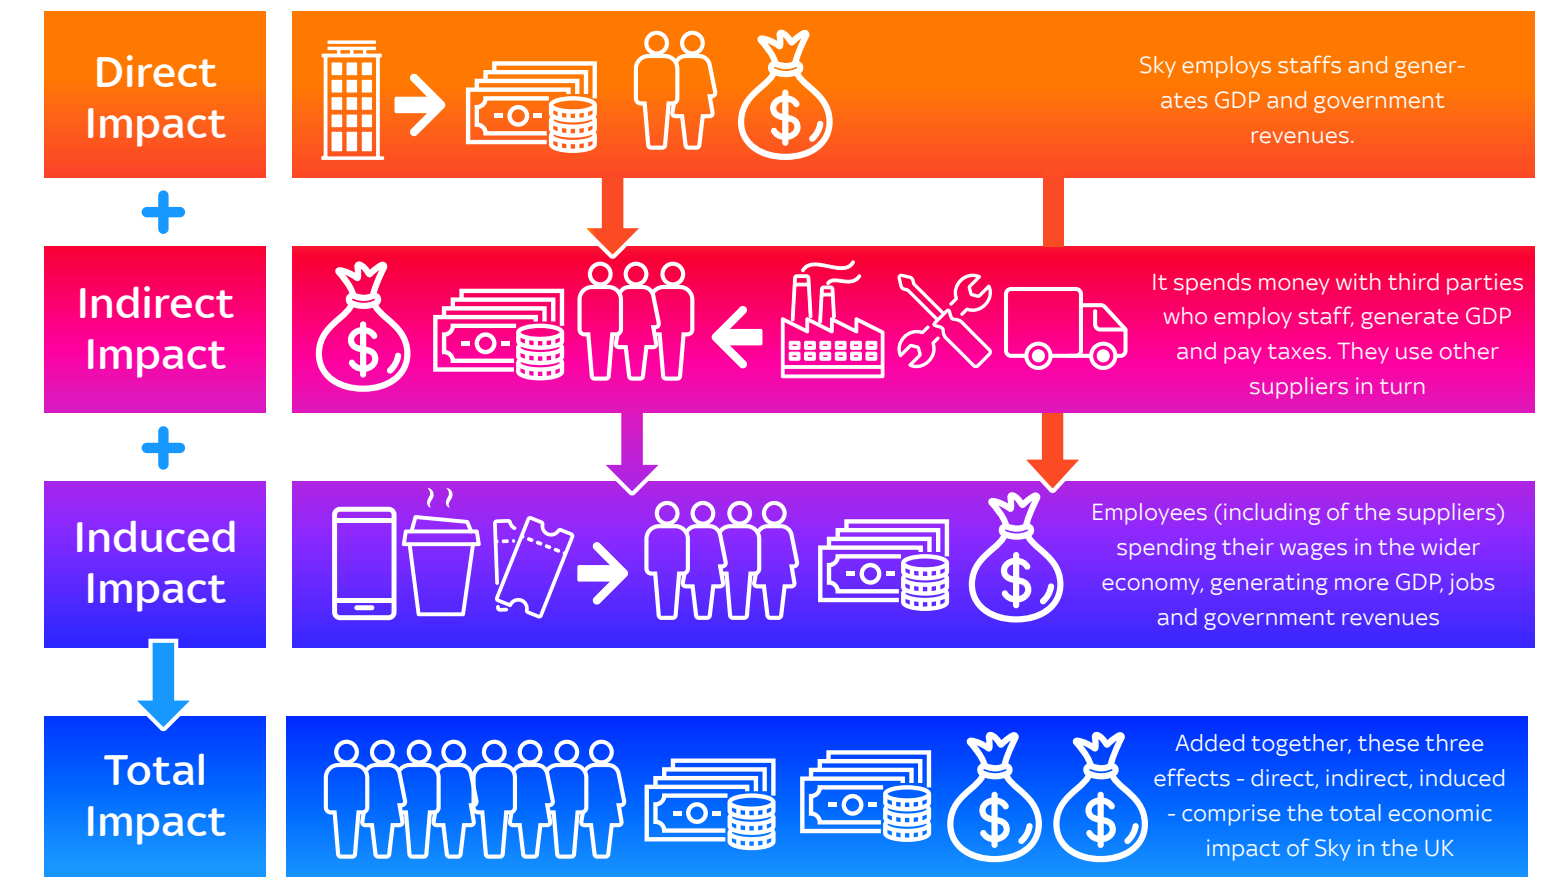 Direct
Impact
Sky employs staffs and gener-
ates GDP and government
revenues.
Indirect
Impact
It spends money with third parties
who employ staff, generate GDP
and pay taxes. They use other
suppliers in turn
Induced
Impact
Employees (including of the suppliers)
spending their wages in the wider
economy, generating more GDP, jobs
and government revenues
Total
Impact
Added together, these three
effects - direct, indirect, induced
- comprise the total economic
impact of Sky in the UK